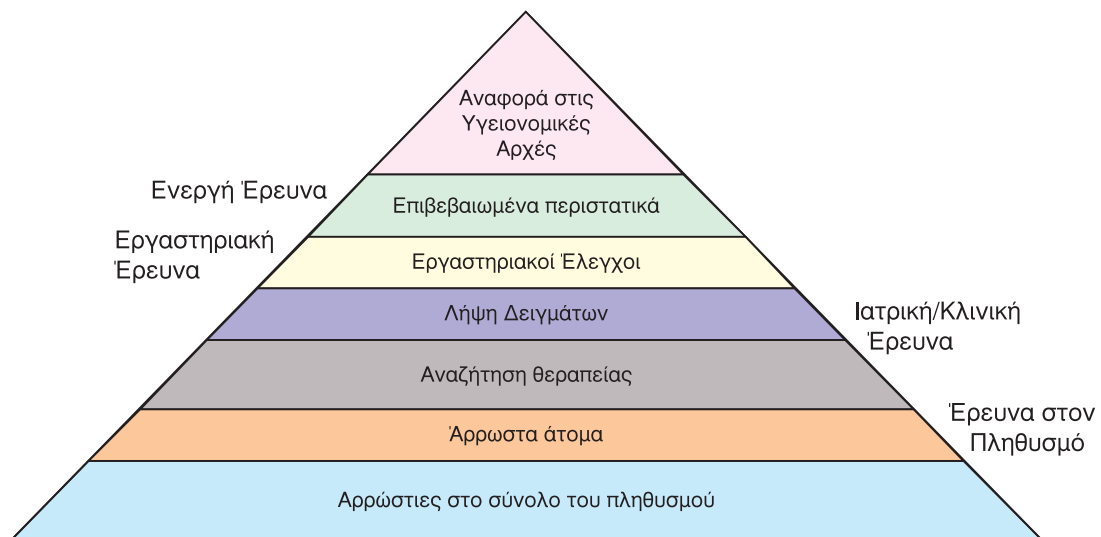 Αναφορά στις
Υγειονομικές
Αρχές
Ενεργή Έρευνα
Επιβεβαιωμένα περιστατικά
Εργαστηριακή
Έρευνα
Εργαστηριακοί Έλεγχοι
Λήψη Δειγμάτων
Ιατρική/Κλινική
Έρευνα
Αναζήτηση θεραπείας
Έρευνα στον
Πληθυσμό
Άρρωστα άτομα
Αρρώστιες στο σύνολο του πληθυσμού